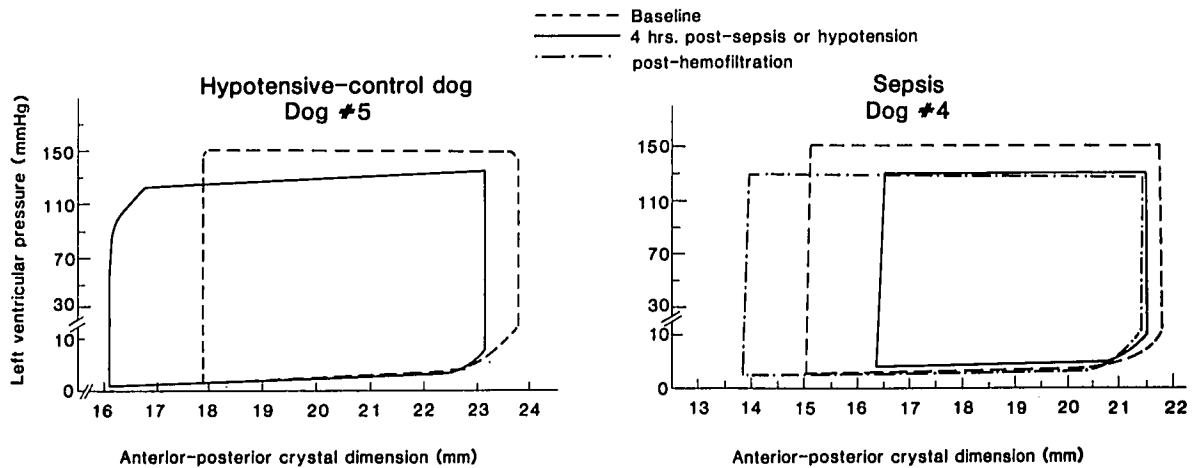 Baseline
4 hrs. post-sepsis or hypotension
post-hemofiltration
Hypotensive-control dog
Dog #5
Sepsis
Dog #4
Left ventricular pressure (mmHg)
150
110
70
30
10
0
16 17 18 19 20 21 22 23 24
Anterior-posterior crystal dimension (mm)
150
110
70
30
10
0
13 14 15 16 17 18 19 20 21 22
Anterior-posterior crystal dimension (mm)